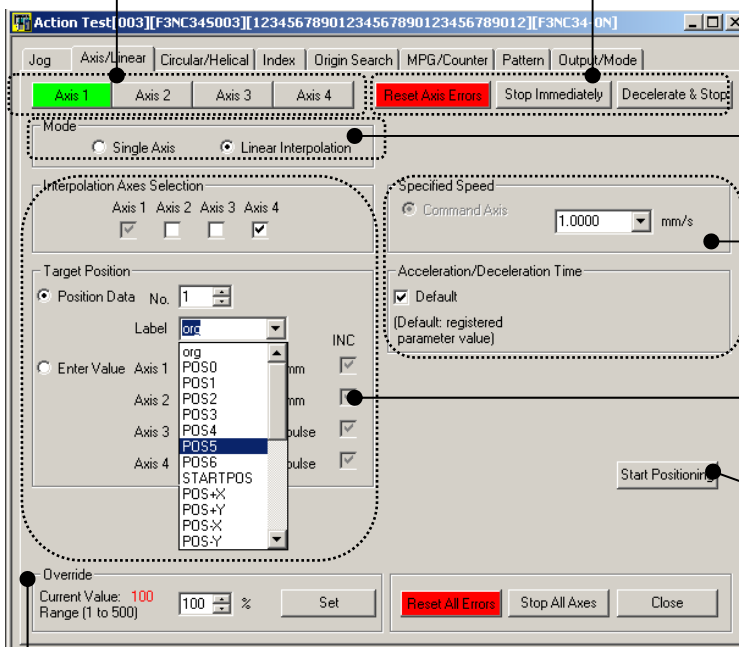 Action Test[003][F3NC345003][12345678901234567890123456789012][F3NC34-0N]
Jog Axis/Linear Circular/Helical Index Origin Search MPG/Counter Pattern Output/Mode
Axis 1 Axis 2 Axis 3 Axis 4 Reset Axis Errors Stop Immediately Decelerate & Stop
Mode
Single Axis Linear Interpolation
Interpolation Axes Selection
Axis 1 Axis 2 Axis 3 Axis 4
Specified Speed
Command Axis 1.0000 mm/s
Target Position
Position Data No. 1
Label org
INC
Acceleration/Deceleration Time
Default
(Default: registered
parameter value)
Enter Value Axis 1 mm
Axis 2 mm
Axis 3 pulse
Axis 4 pulse
org
POS0
POS1
POS2
POS3
POS4
POS5
POS6
STARTPOS
POS+X
POS+Y
POS-X
POS-Y
Start Positioning
Override
Current Value: 100
Range (1 to 500)
100 % Set
Reset All Errors Stop All Axes Close